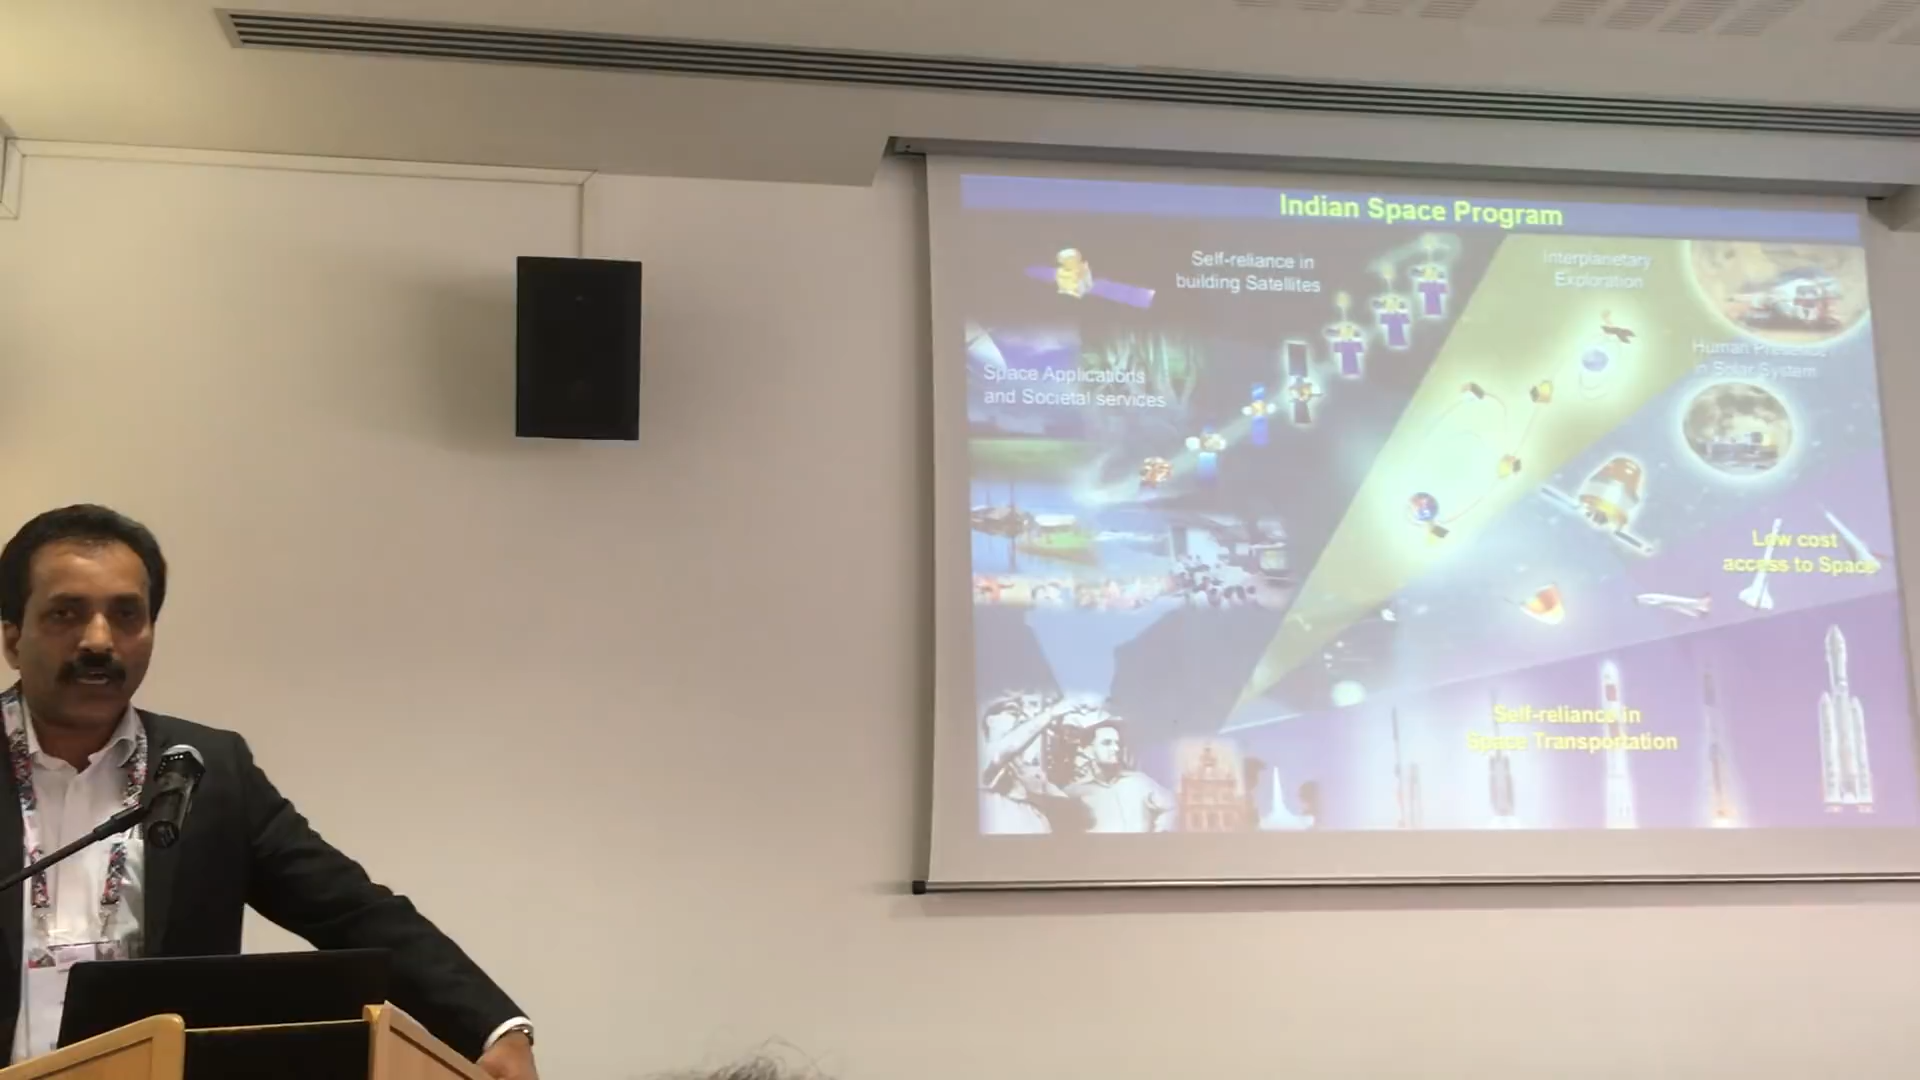 Indian Space Program
Self-reliance in
building Satellites
Interplanetary
Exploration
Space Applications
and Societal services
Human Presence
in Solar System
Low cost
access to Space
Self-reliance in
Space Transportation